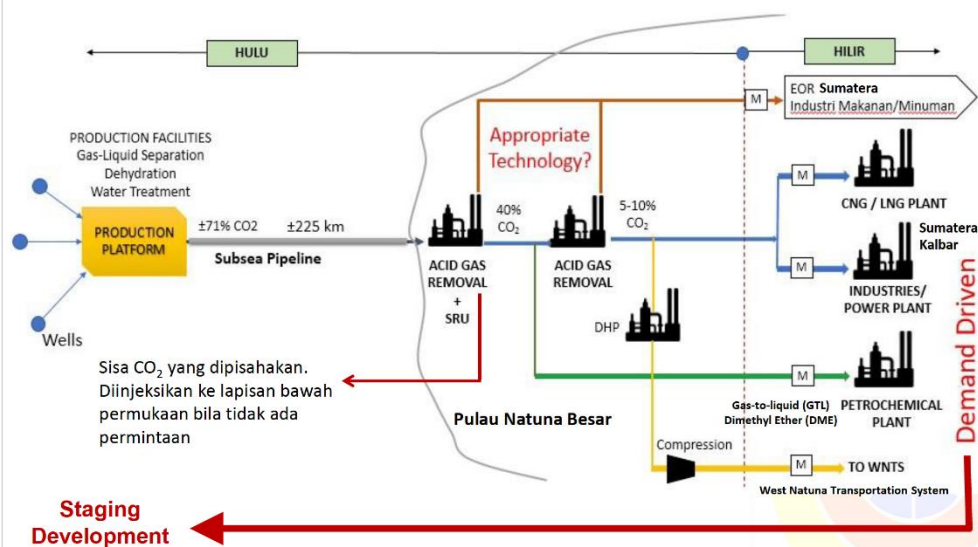 HULU
HILIR
M
EOR Sumatera
Industri Makanan/Minuman
PRODUCTION FACILITIES
Gas-Liquid Separation
Dehydration
Water Treatment
Appropriate
Technology?
PRODUCTION
PLATFORM
±71% CO2
±225 km
Subsea Pipeline
Wells
40%
CO₂
5-10%
CO₂
ACID GAS
REMOVAL
+
SRU
ACID GAS
REMOVAL
M
CNG / LNG PLANT
Sumatera
Kalbar
M
INDUSTRIES/
POWER PLANT
DHP
Sisa CO₂ yang dipisahakan.
Diinjeksikan ke lapisan bawah
permukaan bila tidak ada
permintaan
Pulau Natuna Besar
M
Gas-to-liquid (GTL)
Dimethyl Ether (DME)
PETROCHEMICAL
PLANT
Compression
M
TO WNTS
West Natuna Transportation System
Demand Driven
Staging
Development